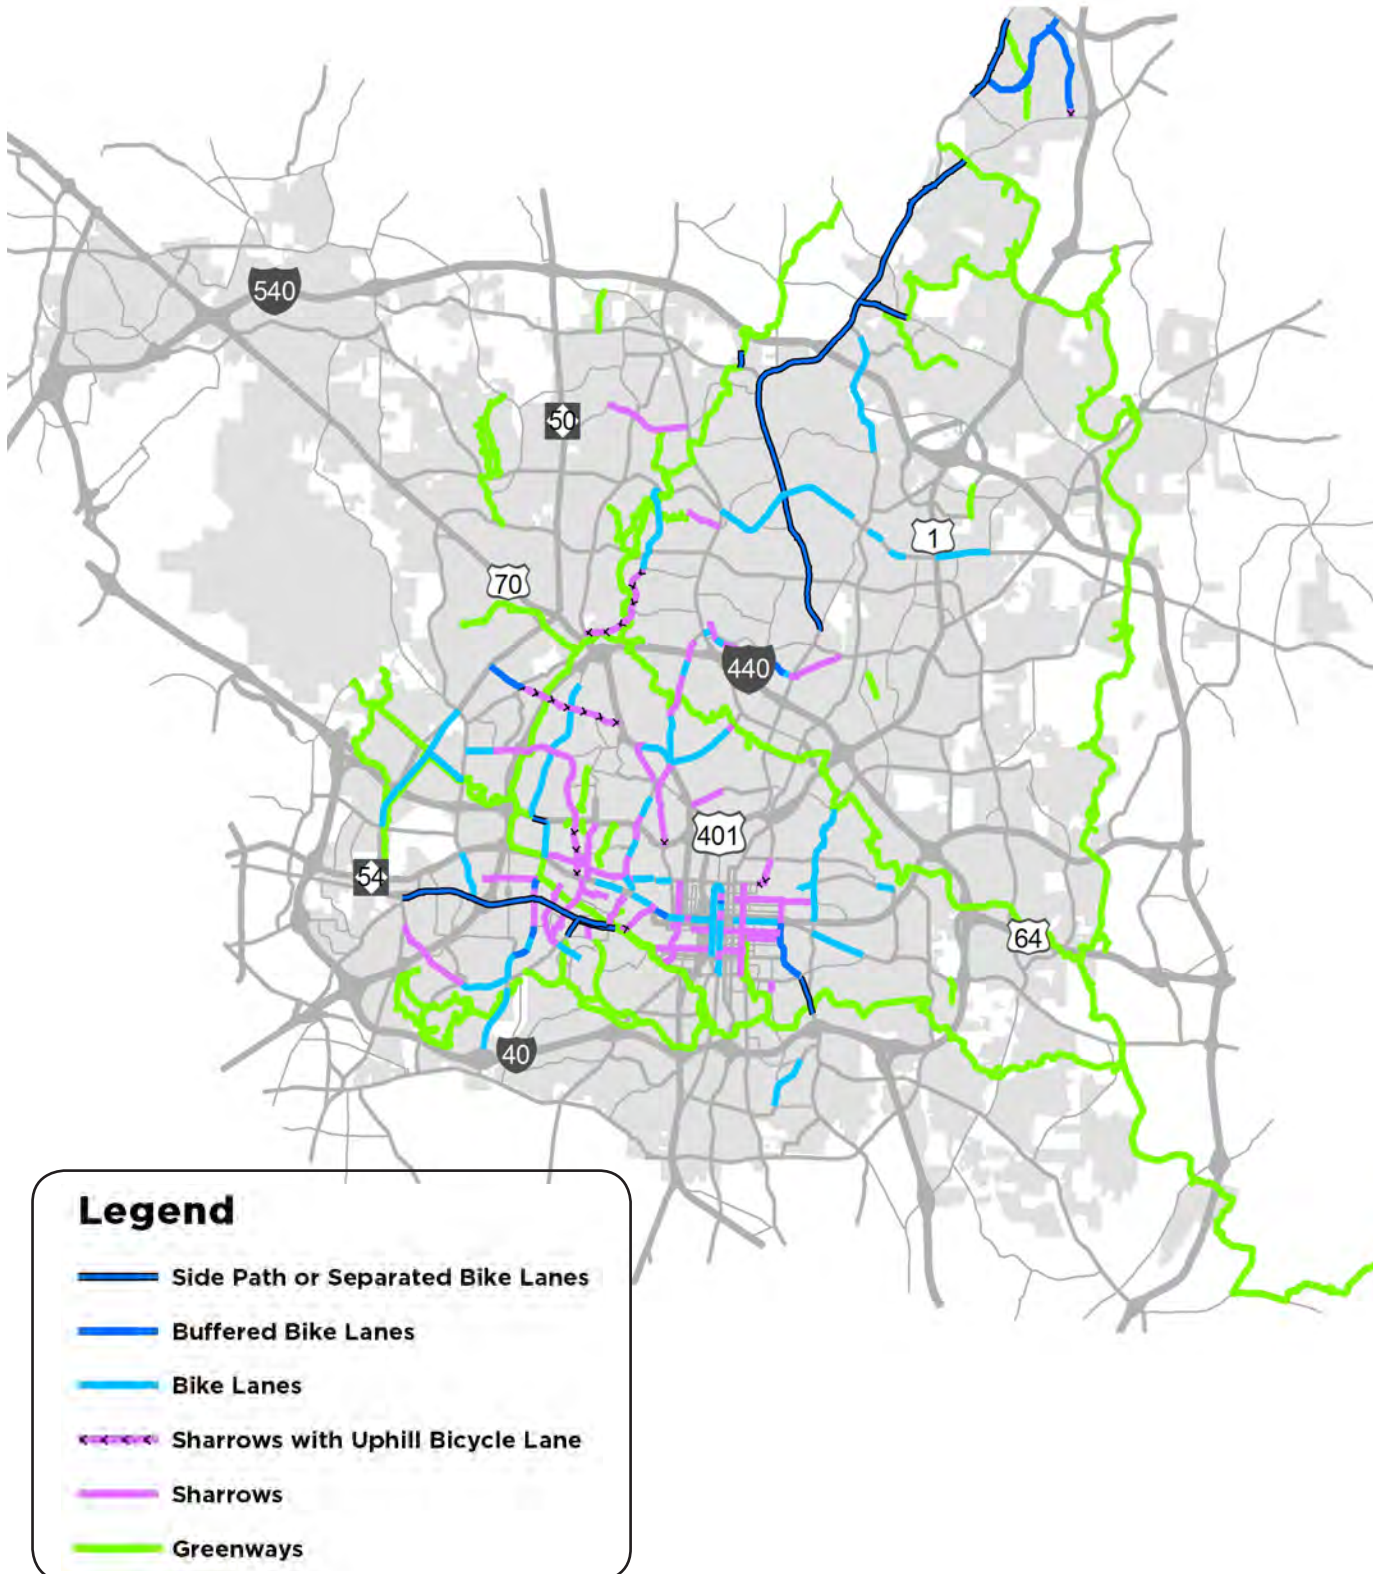 540
50
1
70
440
401
54
64
40
Legend
Side Path or Separated Bike Lanes
Buffered Bike Lanes
Bike Lanes
Sharrows with Uphill Bicycle Lane
Sharrows
Greenways